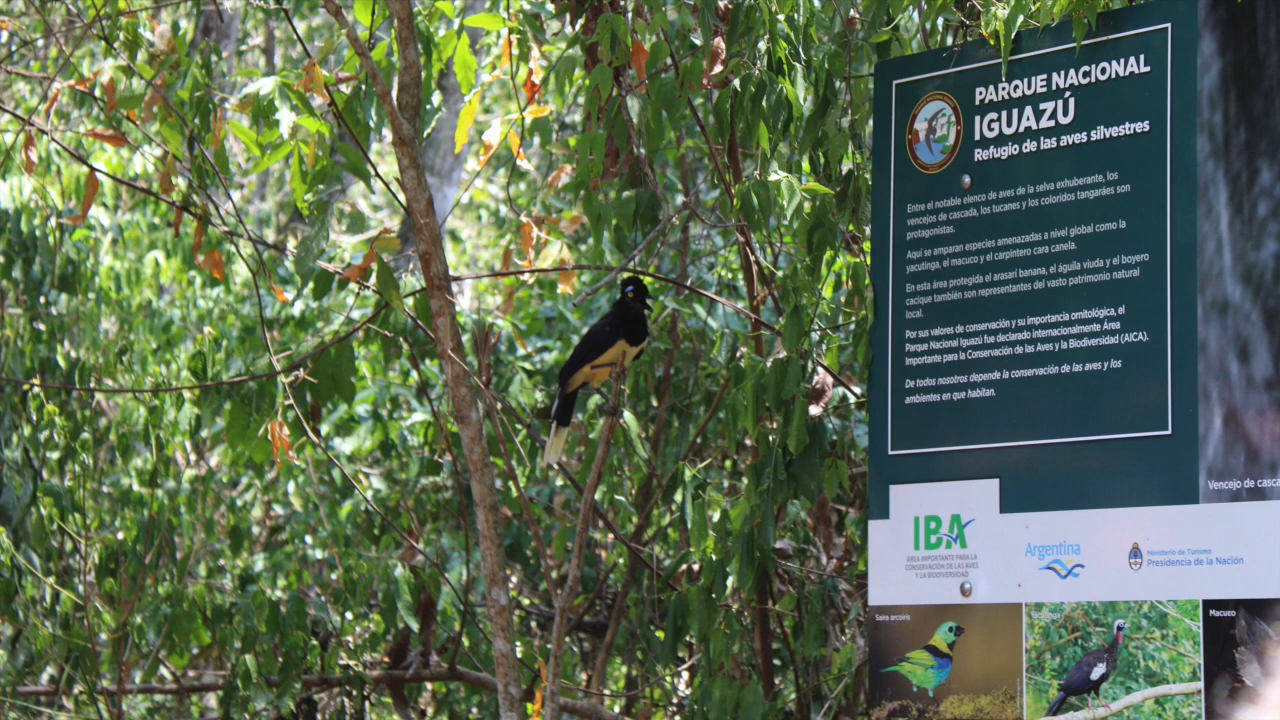 PARQUE NACIONAL
IGUAZÚ
Refugio de las aves silvestres
Entre el notable elenco de aves de la selva exhuberante, los
vencejos de cascada, los tucanes y los coloridos tangaráes son
protagonistas.
Aquí se amparan especies amenazadas a nivel global como la
yacutinga, el macuco y el carpintero cara canela.
En esta área protegida el arasarí banana, el águila viuda y el boyero
cacique también son representantes del vasto patrimonio natural
local.
Por sus valores de conservación y su importancia ornitológica, el
Parque Nacional Iguazú fue declarado internacionalmente Área
Importante para la Conservación de las Aves y la Biodiversidad (AICA).
De todos nosotros depende la conservación de las aves y los
ambientes en que habitan.
Vencejo de casca
IBA
ÁREA IMPORTANTE PARA LA
CONSERVACIÓN DE LAS AVES
Y LA BIODIVERSIDAD
Argentina
Ministerio de Turismo
Presidencia de la Nación
Saíra arcoiris
Macuco